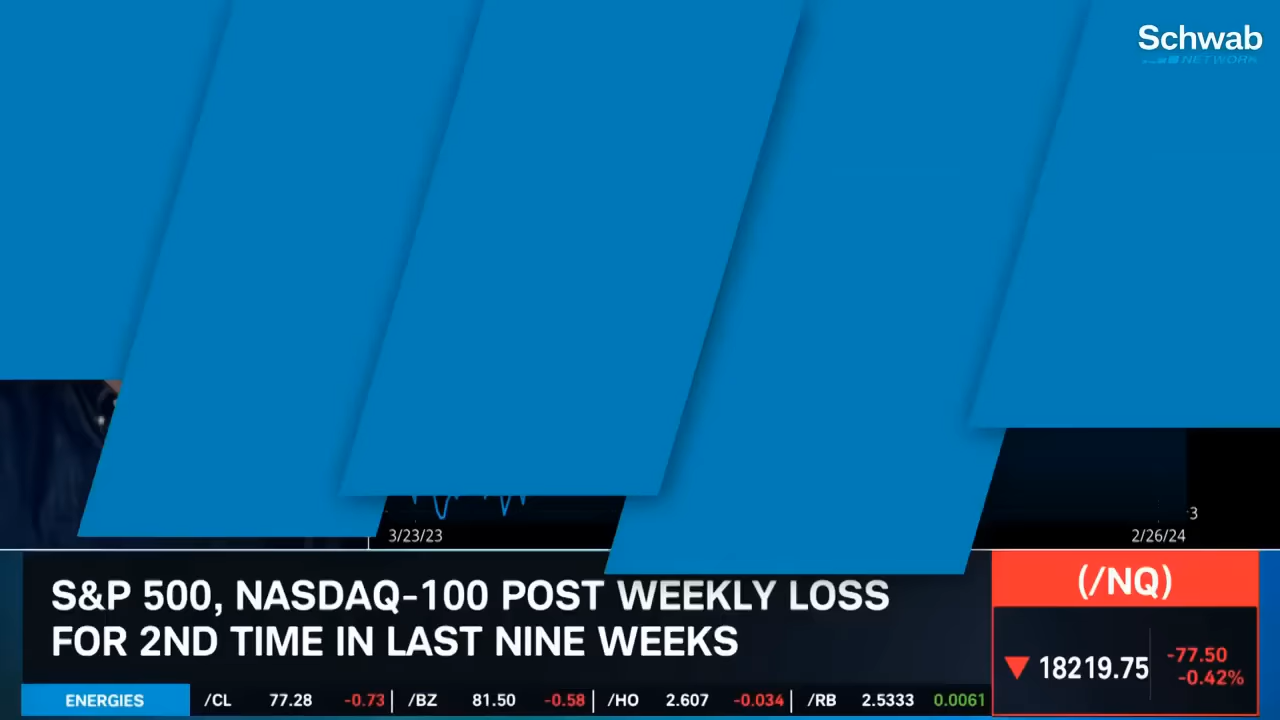 Schwab
NETWORK
3
3/23/23
2/26/24
S&P 500, NASDAQ-100 POST WEEKLY LOSS
FOR 2ND TIME IN LAST NINE WEEKS
(/NQ)
18219.75
-77.50
-0.42%
ENERGIES /CL 77.28 -0.73 /BZ 81.50 -0.58 /HO 2.607 -0.034 /RB 2.5333 0.0061